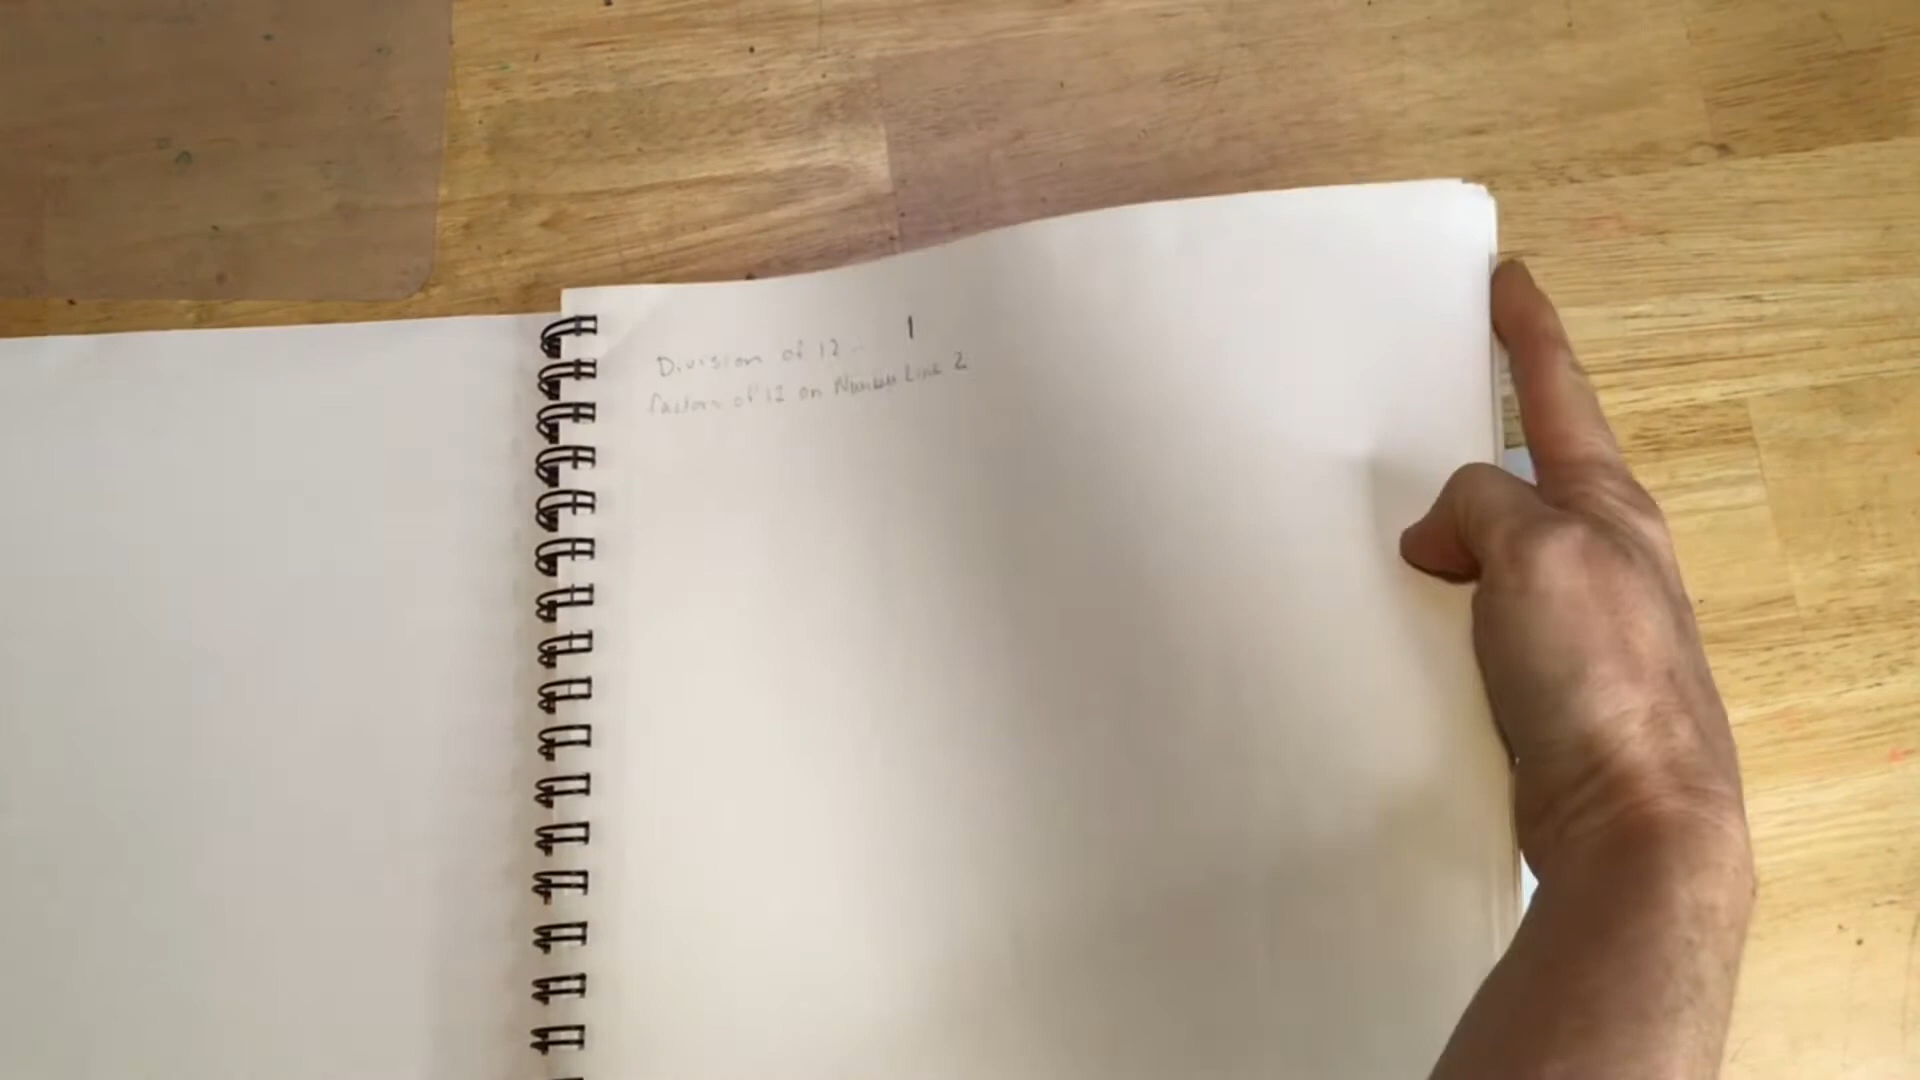 Division of 12 1
factors of 12 on Number Line 2